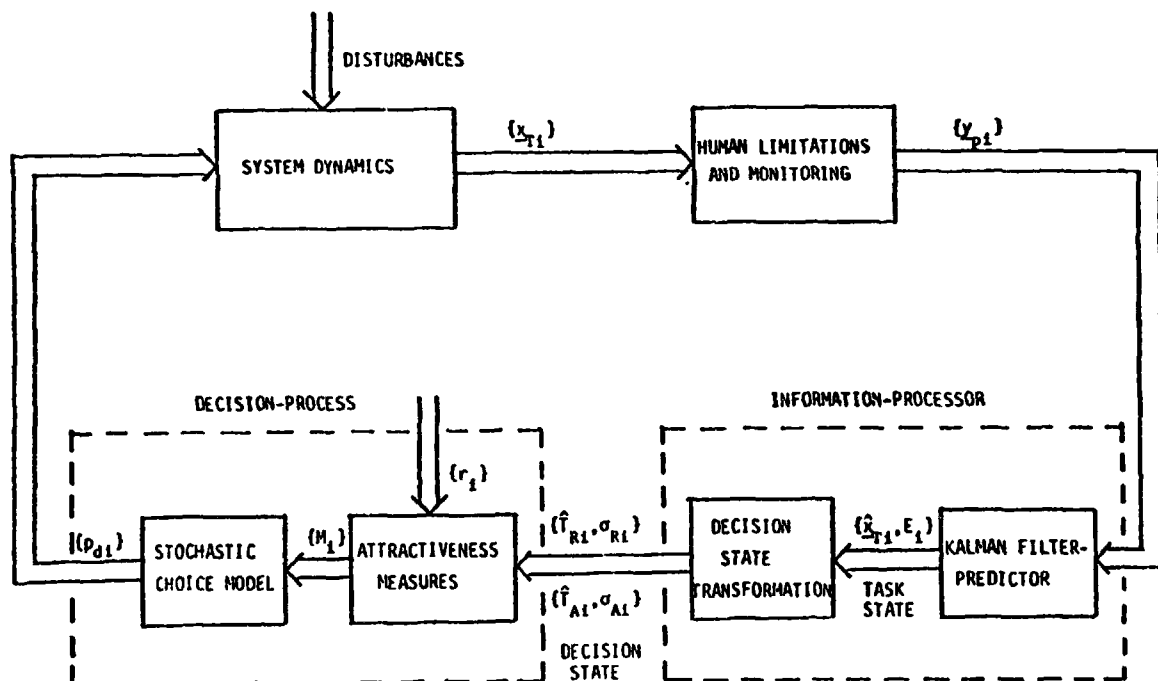 DISTURBANCES
SYSTEM DYNAMICS
{x_Ti}
HUMAN LIMITATIONS
AND MONITORING
{y_pi}
DECISION-PROCESS
INFORMATION-PROCESSOR
{r_i}
{p_di}
STOCHASTIC
CHOICE MODEL
{M_i}
ATTRACTIVENESS
MEASURES
{T̂_Ri,σ_Ri}
{T̂_Ai,σ_Ai}
DECISION
STATE
DECISION
STATE
TRANSFORMATION
{x̂_Ti,E_i}
TASK
STATE
KALMAN FILTER-
PREDICTOR